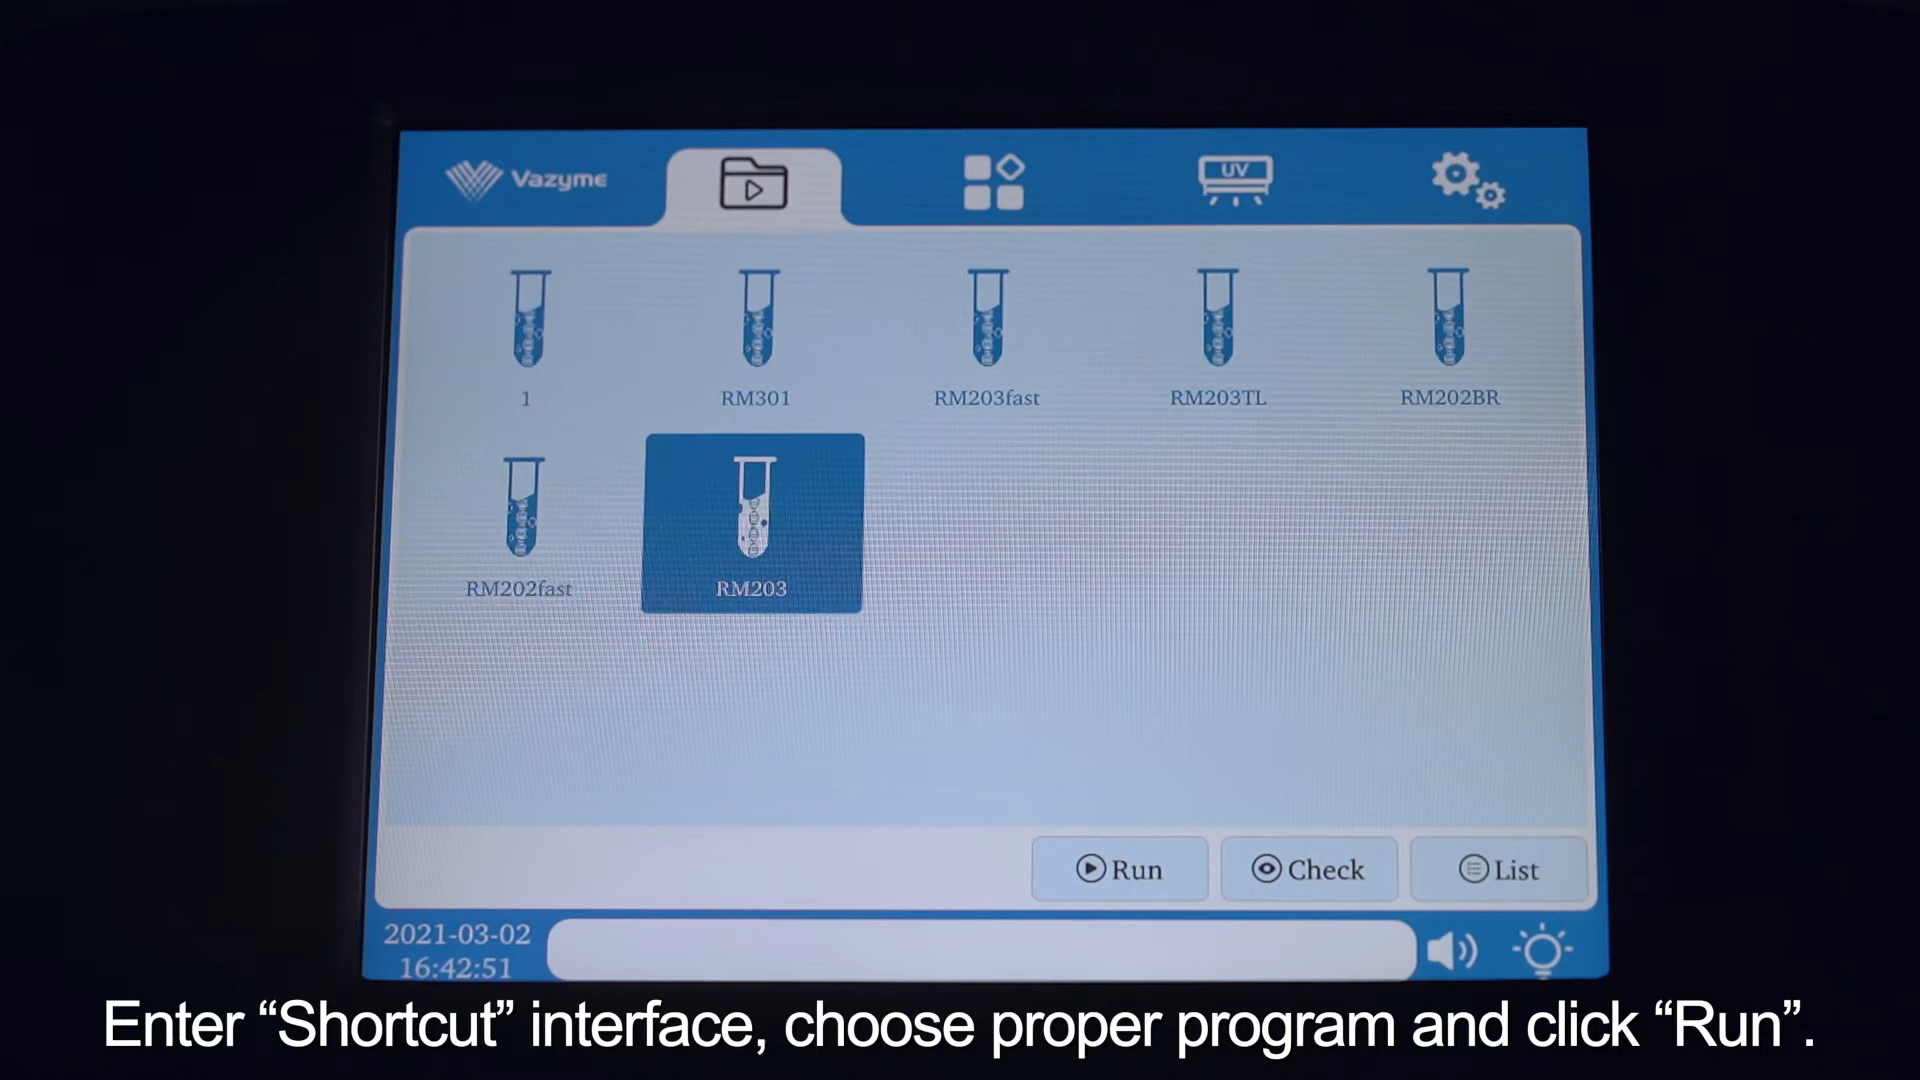 Vazyme
UV
1
RM301
RM203fast
RM203TL
RM202BR
RM202fast
RM203
Run
Check
List
2021-03-02
16:42:51
Enter “Shortcut” interface, choose proper program and click “Run”.